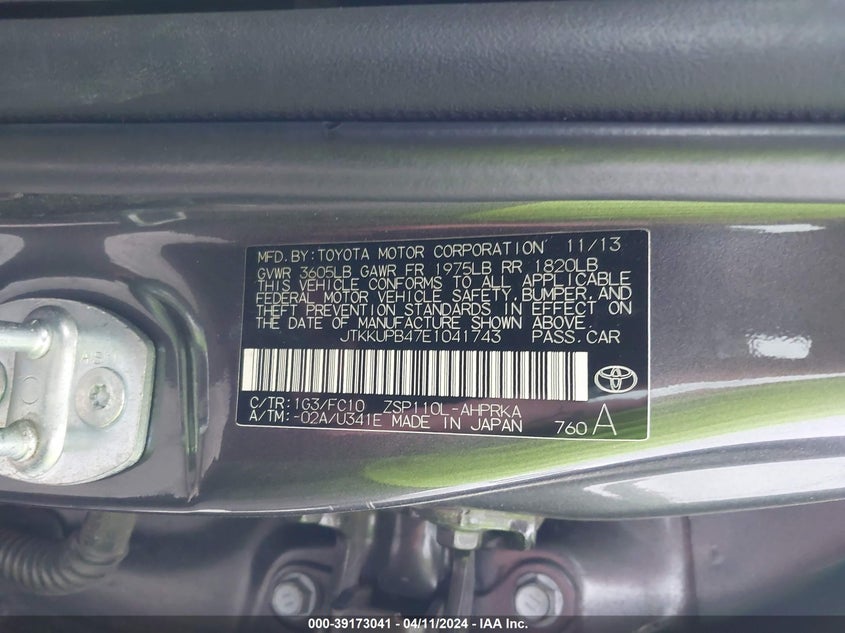 MFD. BY: TOYOTA MOTOR CORPORATION 11/13
GVWR 3605LB GAWR FR 1975LB RR 1820LB
THIS VEHICLE CONFORMS TO ALL APPLICABLE
FEDERAL MOTOR VEHICLE SAFETY, BUMPER, AND
THEFT PREVENTION STANDARDS IN EFFECT ON
THE DATE OF MANUFACTURE SHOWN ABOVE.
JTKKUPB47E1041743 PASS. CAR
C/TR: 1G3/FC10 ZSP110L-AHPRKA
A/TM: -02A/U341E MADE IN JAPAN 760 A
000-39173041 - 04/11/2024 - IAA Inc.